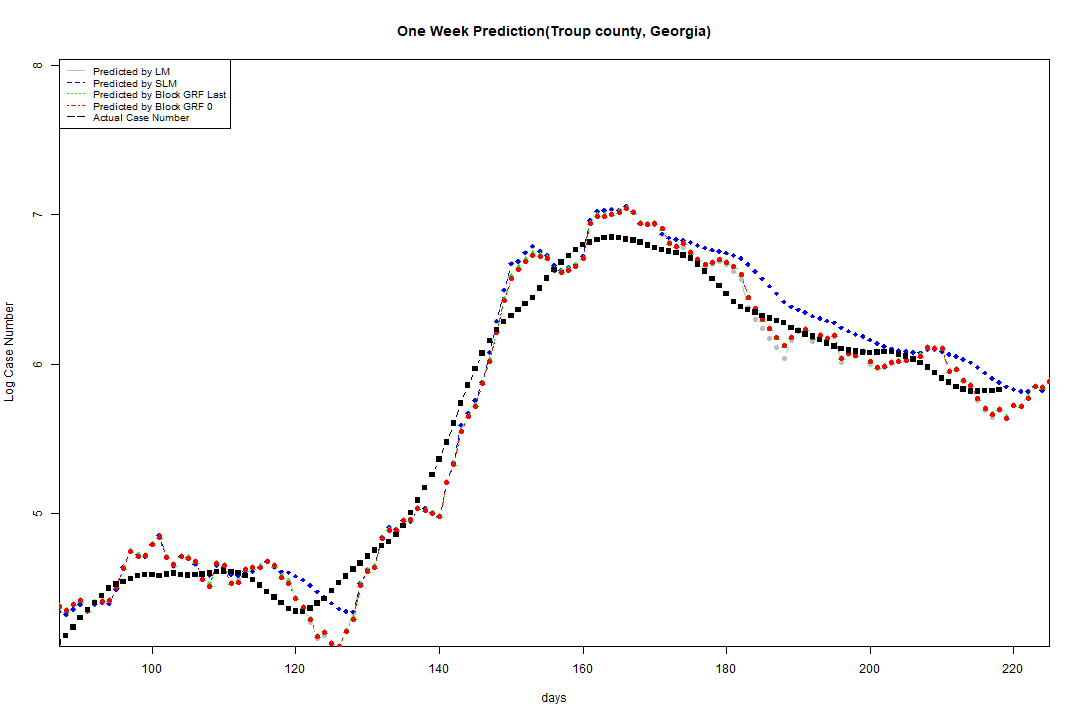 One Week Prediction(Troup county, Georgia)
Predicted by LM
Predicted by SLM
Predicted by Block GRF Last
Predicted by Block GRF 0
Actual Case Number
8
7
6
5
Log Case Number
100 120 140 160 180 200 220
days